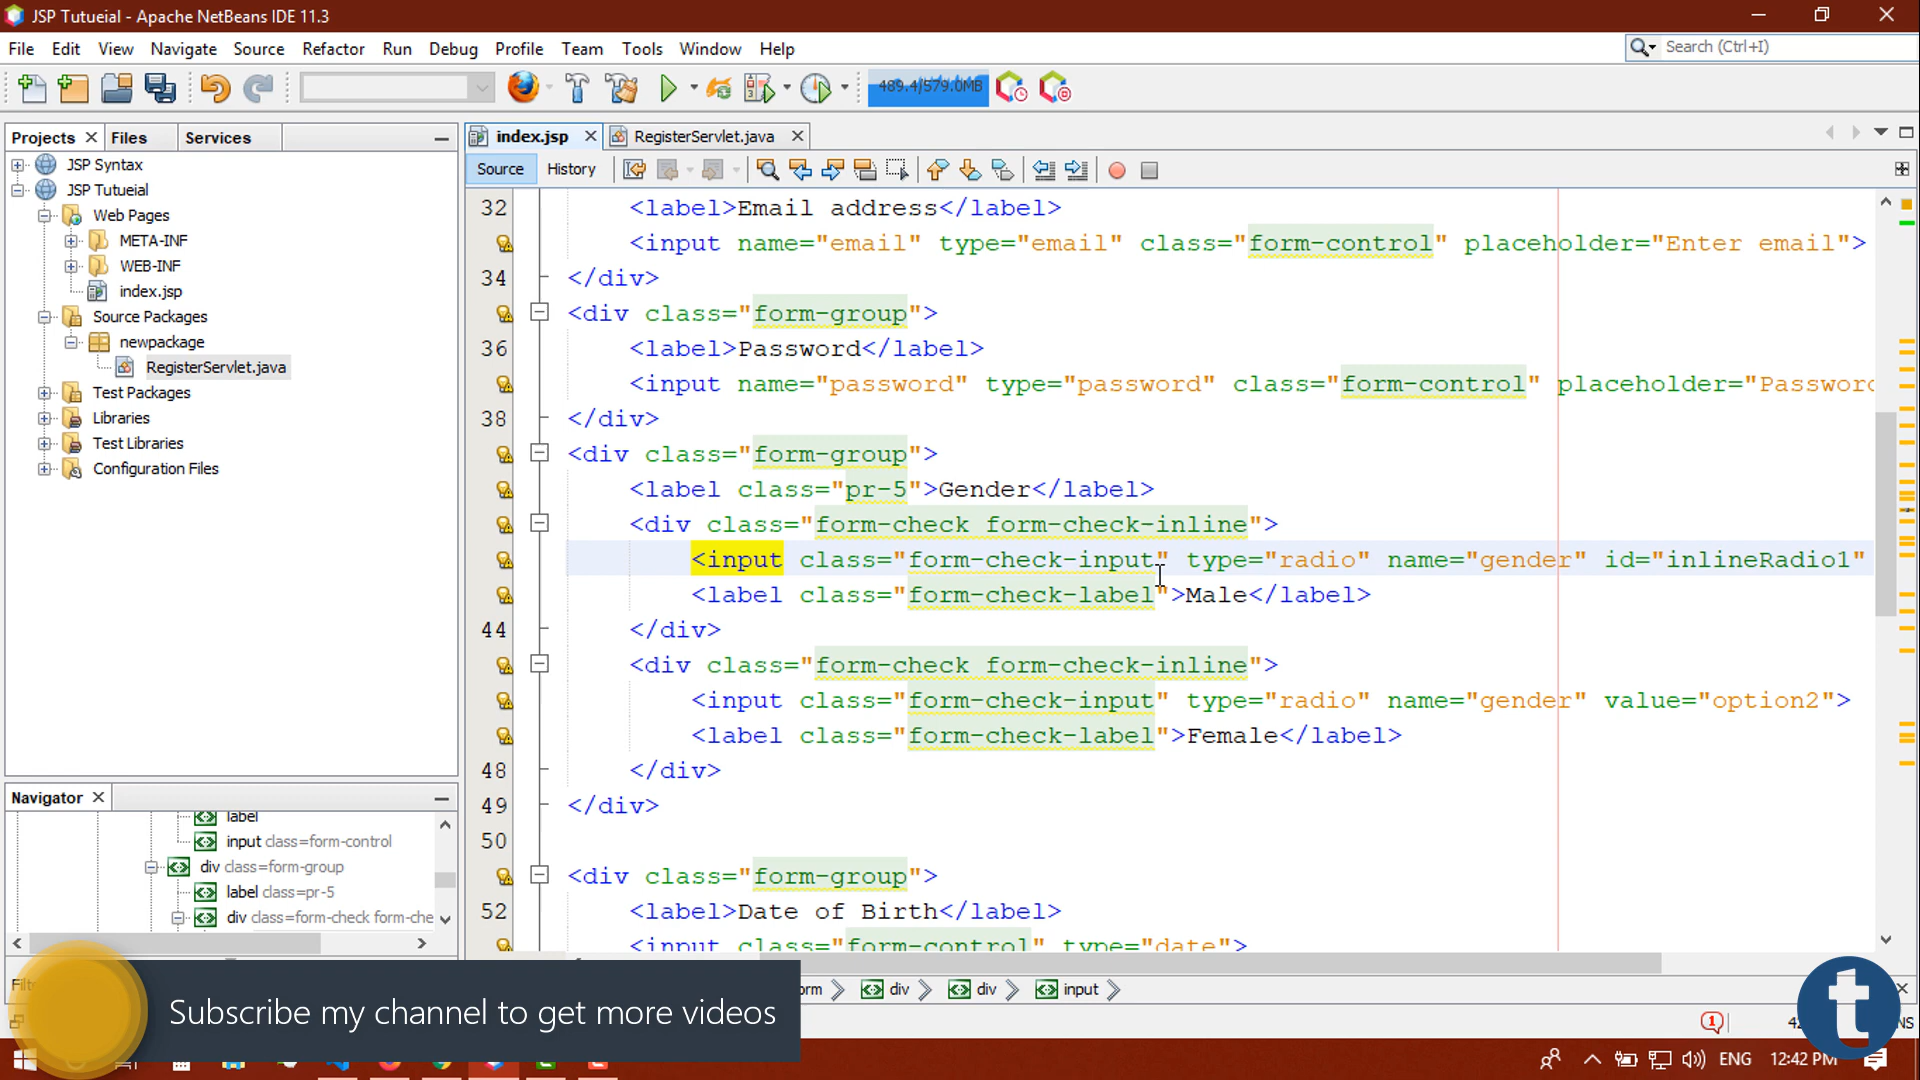 JSP Tutueial - Apache NetBeans IDE 11.3
File Edit View Navigate Source Refactor Run Debug Profile Team Tools Window Help
Search (Ctrl+I)
489.4/579.0MB
Projects Files Services
index.jsp RegisterServlet.java
JSP Syntax
JSP Tutueial
Web Pages
META-INF
WEB-INF
index.jsp
Source Packages
newpackage
RegisterServlet.java
Test Packages
Libraries
Test Libraries
Configuration Files
Source History
32 <label>Email address</label>
<input name="email" type="email" class="form-control" placeholder="Enter email">
34 </div>
<div class="form-group">
36 <label>Password</label>
<input name="password" type="password" class="form-control" placeholder="Password
38 </div>
<div class="form-group">
<label class="pr-5">Gender</label>
<div class="form-check form-check-inline">
<input class="form-check-input" type="radio" name="gender" id="inlineRadio1"
<label class="form-check-label">Male</label>
44 </div>
<div class="form-check form-check-inline">
<input class="form-check-input" type="radio" name="gender" value="option2">
<label class="form-check-label">Female</label>
48 </div>
49 </div>
50
<div class="form-group">
52 <label>Date of Birth</label>
<input class="form-control" type="date">
Navigator
label
input class=form-control
div class=form-group
label class=pr-5
div class=form-check form-che
div div input
Subscribe my channel to get more videos
t
1
ENG 12:42 PM